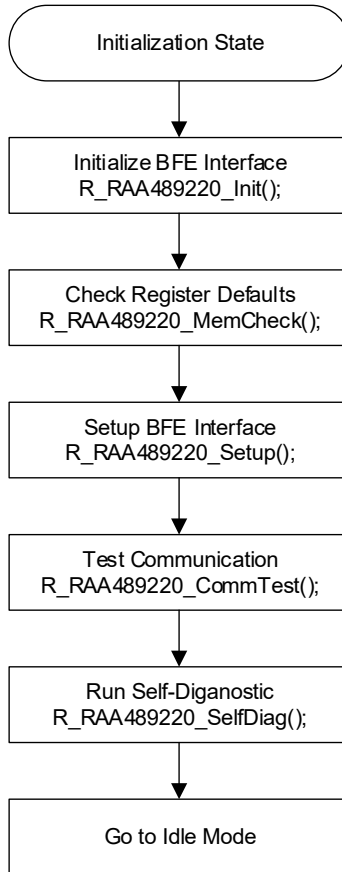 Initialization State
Initialize BFE Interface
R_RAA489220_Init();
Check Register Defaults
R_RAA489220_MemCheck();
Setup BFE Interface
R_RAA489220_Setup();
Test Communication
R_RAA489220_CommTest();
Run Self-Diganostic
R_RAA489220_SelfDiag();
Go to Idle Mode